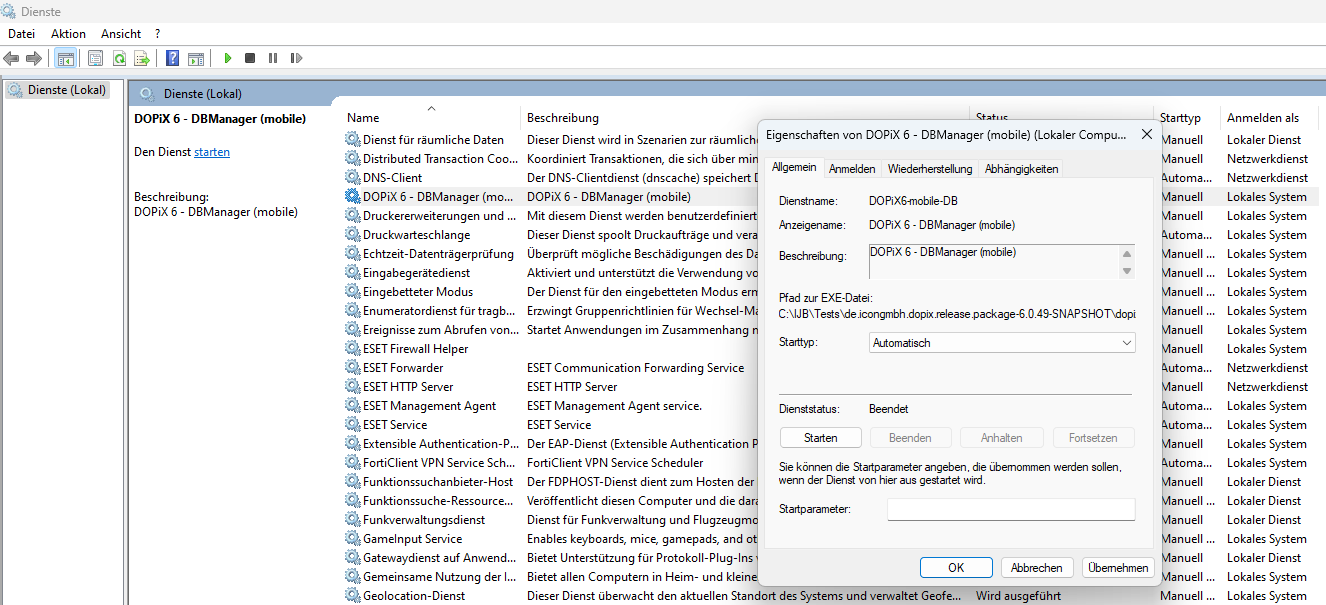 Dienste
Datei Aktion Ansicht ?
Dienste (Lokal)
Dienste (Lokal)
DOPiX 6 - DBManager (mobile)
Den Dienst starten
Beschreibung:
DOPiX 6 - DBManager (mobile)
Name Beschreibung Status Starttyp Anmelden als
Dienst für räumliche Daten Dieser Dienst wird in Szenarien zur räumliche Manuell Lokaler Dienst
Distributed Transaction Coo... Koordiniert Transaktionen, die sich über Manuell Netzwerkdienst
DNS-Client Der DNS-Clientdienst (dnscache) speichert Automa... Netzwerkdienst
DOPiX 6 - DBManager (mo... DOPiX 6 - DBManager (mobile) Automa... Lokales System
Druckererweiterungen und ... Mit diesem Dienst werden benutzerdefiniert Manuell Lokales System
Druckwarteschlange Dieser Dienst spoolt Druckaufträge und Automa... Lokales System
Echtzeit-Datenträgerprüfung Überprüft mögliche Beschädigungen des Manuell ... Lokales System
Eingabegerätedienst Aktiviert und unterstützt die Verwendung Manuell ... Lokales System
Eingebetteter Modus Der Dienst für den eingebetteten Modus Manuell ... Lokales System
Enumeratordienst für tragb... Erzwingt Gruppenrichtlinien für Manuell ... Lokales System
Ereignisse zum Abrufen von... Startet Anwendungen im Zusammenhang Manuell Lokales System
ESET Firewall Helper Manuell Lokales System
ESET Forwarder ESET Communication Forwarding Service Automa... Netzwerkdienst
ESET HTTP Server ESET HTTP Server Manuell Netzwerkdienst
ESET Management Agent ESET Management Agent service. Automa... Lokales System
ESET Service ESET Service Automa... Lokales System
Extensible Authentication-P... Der EAP-Dienst (Extensible Authentication Manuell Lokales System
FortiClient VPN Service Sch... FortiClient VPN Service Scheduler Automa... Lokales System
Funktionssuchanbieter-Host Der FDPHOST-Dienst dient zum Hosten der Manuell Lokaler Dienst
Funktionssuche-Ressource... Veröffentlicht diesen Computer und die Manuell ... Lokaler Dienst
Funkverwaltungsdienst Dienst für Funkverwaltung und Manuell Lokaler Dienst
GameInput Service Enables keyboards, mice, gamepads, and Manuell ... Lokales System
Gatewaydienst auf Anwend... Bietet Unterstützung für Protokoll-Plug-Ins Manuell Lokaler Dienst
Gemeinsame Nutzung der I... Bietet allen Computern in Heim- und kleine Manuell ... Lokales System
Geolocation-Dienst Dieser Dienst überwacht den aktuellen Standort des Systems und verwaltet Geofe... Wird ausgeführt Manuell ... Lokales System
Eigenschaften von DOPiX 6 - DBManager (mobile) (Lokaler Compu...
Allgemein Anmelden Wiederherstellung Abhängigkeiten
Dienstname: DOPiX6-mobile-DB
Anzeigename: DOPiX 6 - DBManager (mobile)
Beschreibung: DOPiX 6 - DBManager (mobile)
Pfad zur EXE-Datei:
C:\IJB\Tests\de.icongmbh.dopix.release.package-6.0.49-SNAPSHOT\dopi
Starttyp: Automatisch
Dienststatus: Beendet
Starten Beenden Anhalten Fortsetzen
Sie können die Startparameter angeben, die übernommen werden sollen,
wenn der Dienst von hier aus gestartet wird.
Startparameter:
OK Abbrechen Übernehmen